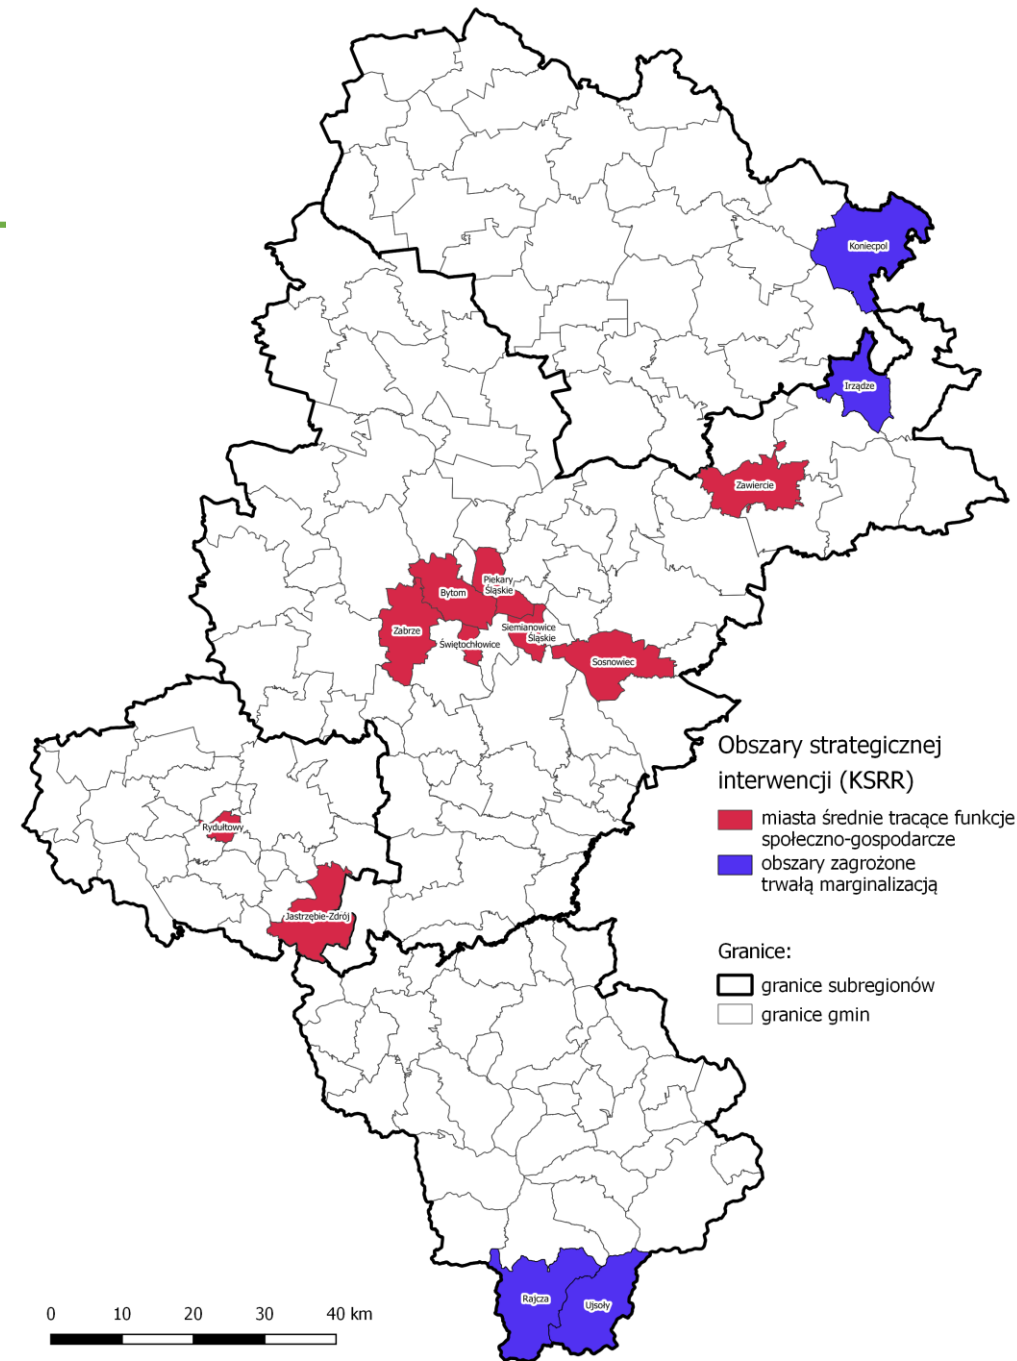 Koniecpol
Irządze
Zawiercie
Piekary
Śląskie
Bytom
Siemianowice
Śląskie
Zabrze
Świętochłowice
Sosnowiec
Obszary strategicznej
interwencji (KSRR)
miasta średnie tracące funkcje
społeczno-gospodarcze
obszary zagrożone
trwałą marginalizacją
Rydułtowy
Jastrzębie-Zdrój
Granice:
granice subregionów
granice gmin
Rajcza
Ujsoły
0 10 20 30 40 km